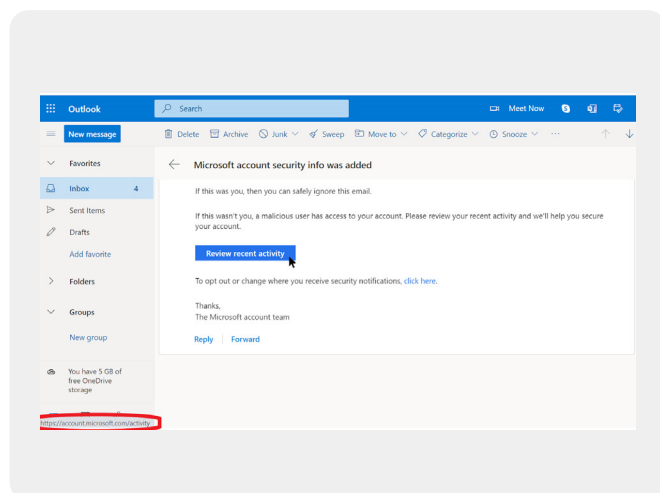 Outlook
Search
Meet Now
New message
Delete
Archive
Junk
Sweep
Move to
Categorize
Snooze
Favorites
Microsoft account security info was added
Inbox 4
If this was you, then you can safely ignore this email.
Sent Items
If this wasn't you, a malicious user has access to your account. Please review your recent activity and we'll help you secure
your account.
Drafts
Add favorite
Review recent activity
Folders
To opt out or change where you receive security notifications, click here.
Groups
Thanks,
The Microsoft account team
New group
Reply
Forward
You have 5 GB of
free OneDrive
storage
https://account.microsoft.com/activity